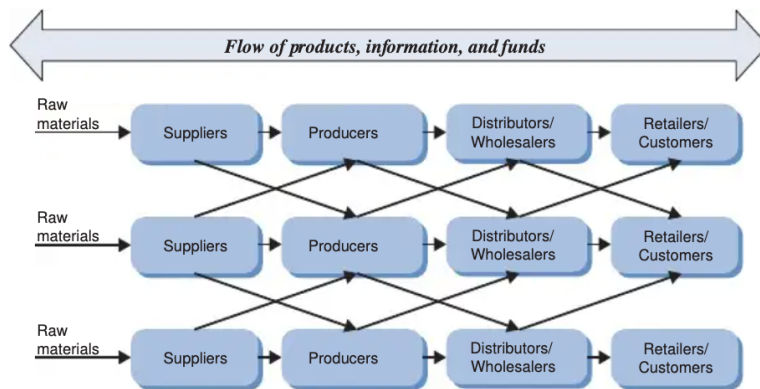 Flow of products, information, and funds
Raw
materials
Suppliers
Producers
Distributors/
Wholesalers
Retailers/
Customers
Raw
materials
Suppliers
Producers
Distributors/
Wholesalers
Retailers/
Customers
Raw
materials
Suppliers
Producers
Distributors/
Wholesalers
Retailers/
Customers